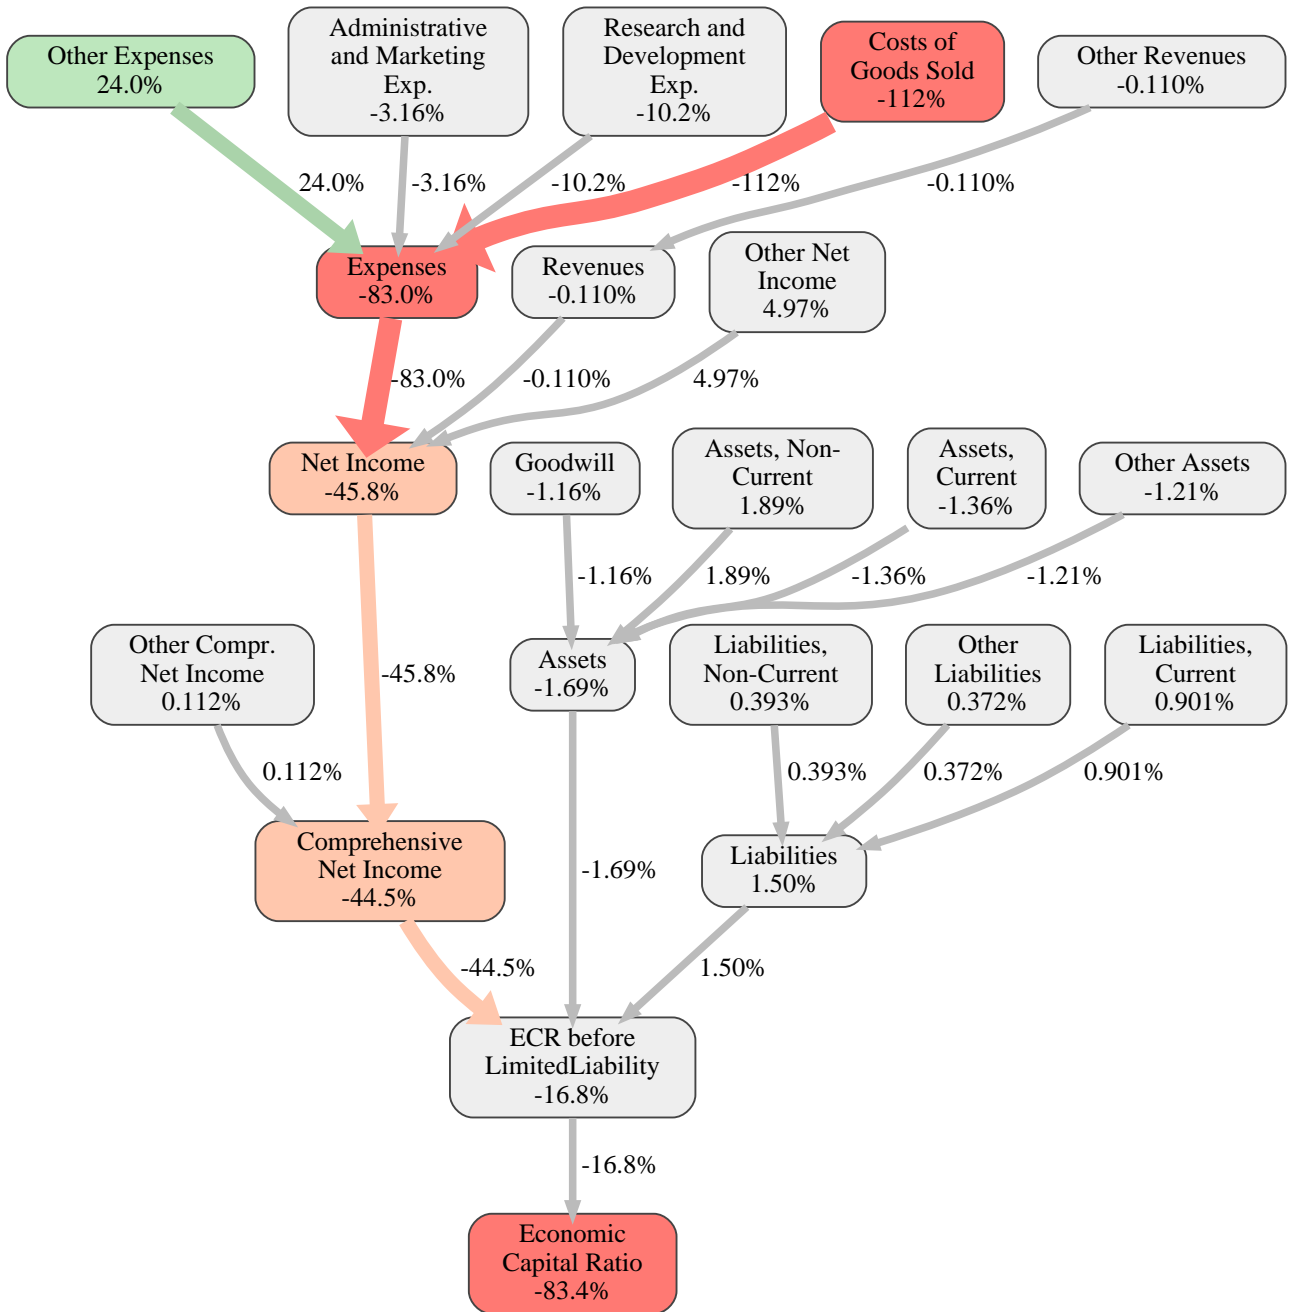 Other Expenses
24.0%
Administrative
and Marketing
Exp.
-3.16%
Research and
Development
Exp.
-10.2%
Costs of
Goods Sold
-112%
Other Revenues
-0.110%
24.0%
-3.16%
-10.2%
-112%
-0.110%
Expenses
-83.0%
Revenues
-0.110%
Other Net
Income
4.97%
-83.0%
-0.110%
4.97%
Net Income
-45.8%
Goodwill
-1.16%
Assets, Non-
Current
1.89%
Assets,
Current
-1.36%
Other Assets
-1.21%
-1.16%
1.89%
-1.36%
-1.21%
Other Compr.
Net Income
0.112%
-45.8%
Assets
-1.69%
Liabilities,
Non-Current
0.393%
Other
Liabilities
0.372%
Liabilities,
Current
0.901%
0.112%
0.393%
0.372%
0.901%
Comprehensive
Net Income
-44.5%
-1.69%
Liabilities
1.50%
-44.5%
1.50%
ECR before
LimitedLiability
-16.8%
-16.8%
Economic
Capital Ratio
-83.4%